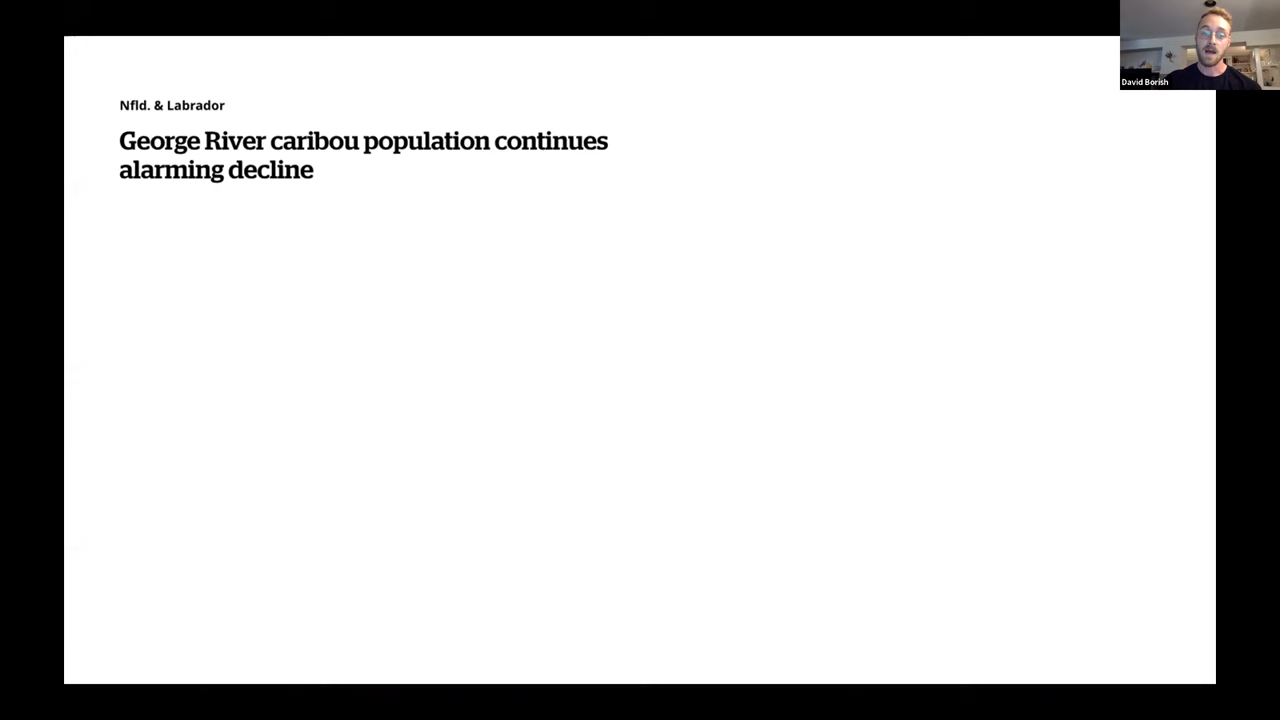 Nfld. & Labrador
George River caribou population continues
alarming decline
David Borish